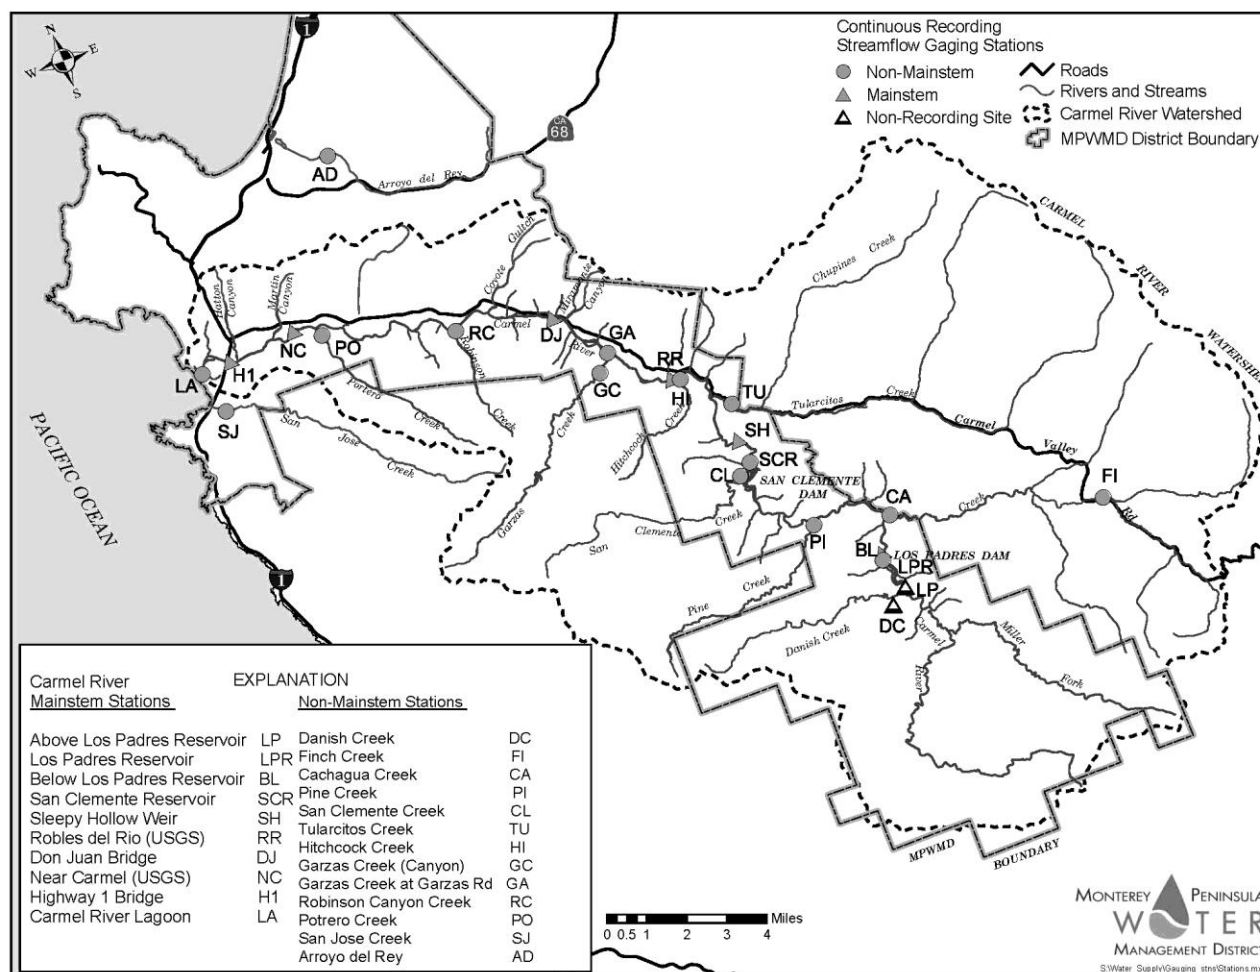 1
N
W
E
S
Continuous Recording
Streamflow Gaging Stations
Non-Mainstem
Mainstem
Non-Recording Site
Roads
Rivers and Streams
Carmel River Watershed
MPWMD District Boundary
CA
68
AD
Arroyo del Rey
CARMEL
RIVER
WATERSHED
Chupines Creek
Hatton
Canyon
Martin
Canyon
Coyote
Gultch
Miramonte
Canyon
NC
PO
RC
Carmel
River
DJ
GA
GC
RR
HI
TU
Tularcitos
Creek
Carmel
Valley
Rd
LA
H1
SJ
Robinson
Creek
Portero
Creek
San
Jose
Creek
Hitchcock
Creek
SH
SCR
CL
SAN CLEMENTE
DAM
FI
CA
Creek
Garzas
Creek
San
Clemente
Creek
PI
BL
LOS PADRES DAM
LPR
LP
DC
Pine
Creek
Danish Creek
Carmel
River
Miller
Fork
PACIFIC OCEAN
1
MPWMD
BOUNDARY
EXPLANATION
Carmel River
Mainstem Stations
Non-Mainstem Stations
Above Los Padres Reservoir LP Danish Creek DC
Los Padres Reservoir LPR Finch Creek FI
Below Los Padres Reservoir BL Cachagua Creek CA
San Clemente Reservoir SCR Pine Creek PI
Sleepy Hollow Weir SH San Clemente Creek CL
Robles del Rio (USGS) RR Tularcitos Creek TU
Don Juan Bridge DJ Hitchcock Creek HI
Near Carmel (USGS) NC Garzas Creek (Canyon) GC
Highway 1 Bridge H1 Garzas Creek at Garzas Rd GA
Carmel River Lagoon LA Robinson Canyon Creek RC
Potrero Creek PO
San Jose Creek SJ
Arroyo del Rey AD
Miles
0 0.5 1 2 3 4
MONTEREY PENINSULA
WATER
MANAGEMENT DISTRICT